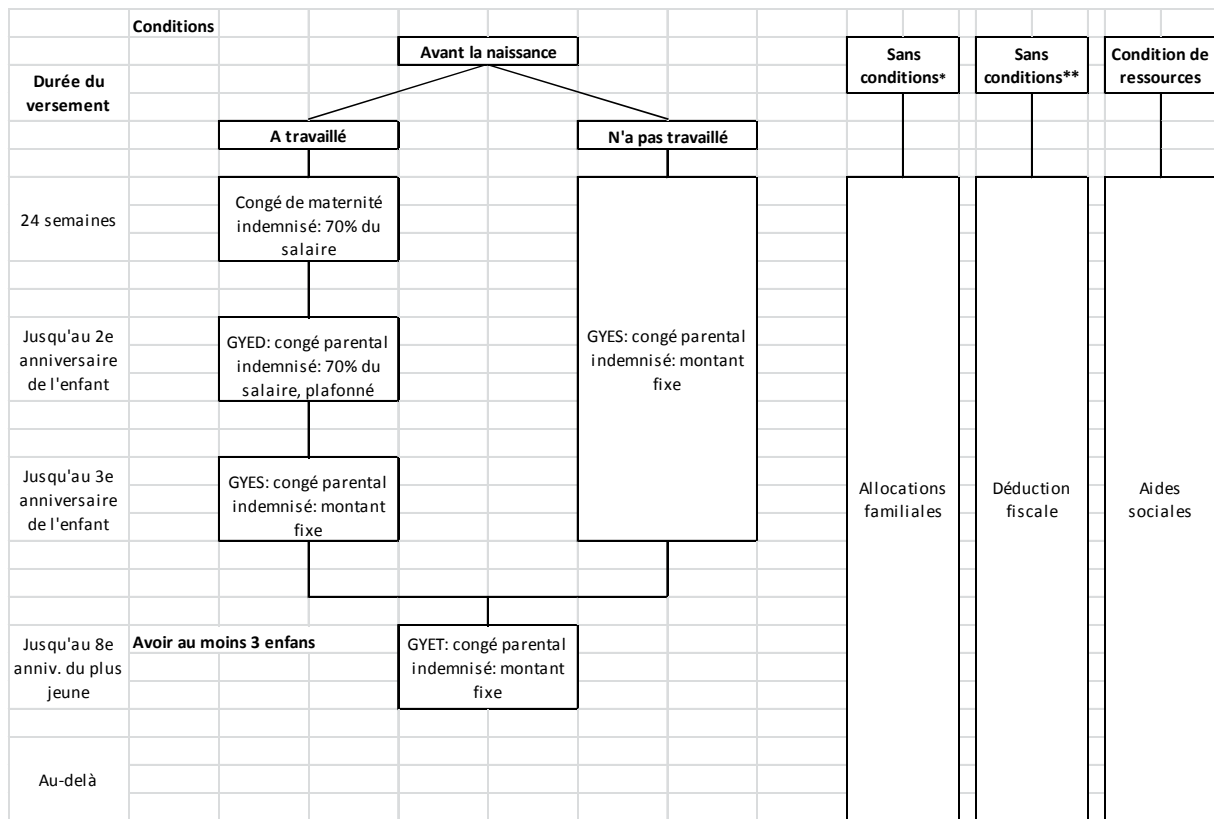 Conditions
Avant la naissance
Sans
conditions*
Sans
conditions**
Condition de
ressources
Durée du
versement
A travaillé
N'a pas travaillé
24 semaines
Congé de maternité
indemnisé: 70% du
salaire
Jusqu'au 2e
anniversaire
de l'enfant
GYED: congé parental
indemnisé: 70% du
salaire, plafonné
GYES: congé parental
indemnisé: montant
fixe
Jusqu'au 3e
anniversaire
de l'enfant
GYES: congé parental
indemnisé: montant
fixe
Allocations
familiales
Déduction
fiscale
Aides
sociales
Jusqu'au 8e
anniv. du plus
jeune
Avoir au moins 3 enfans
GYET: congé parental
indemnisé: montant
fixe
Au-delà